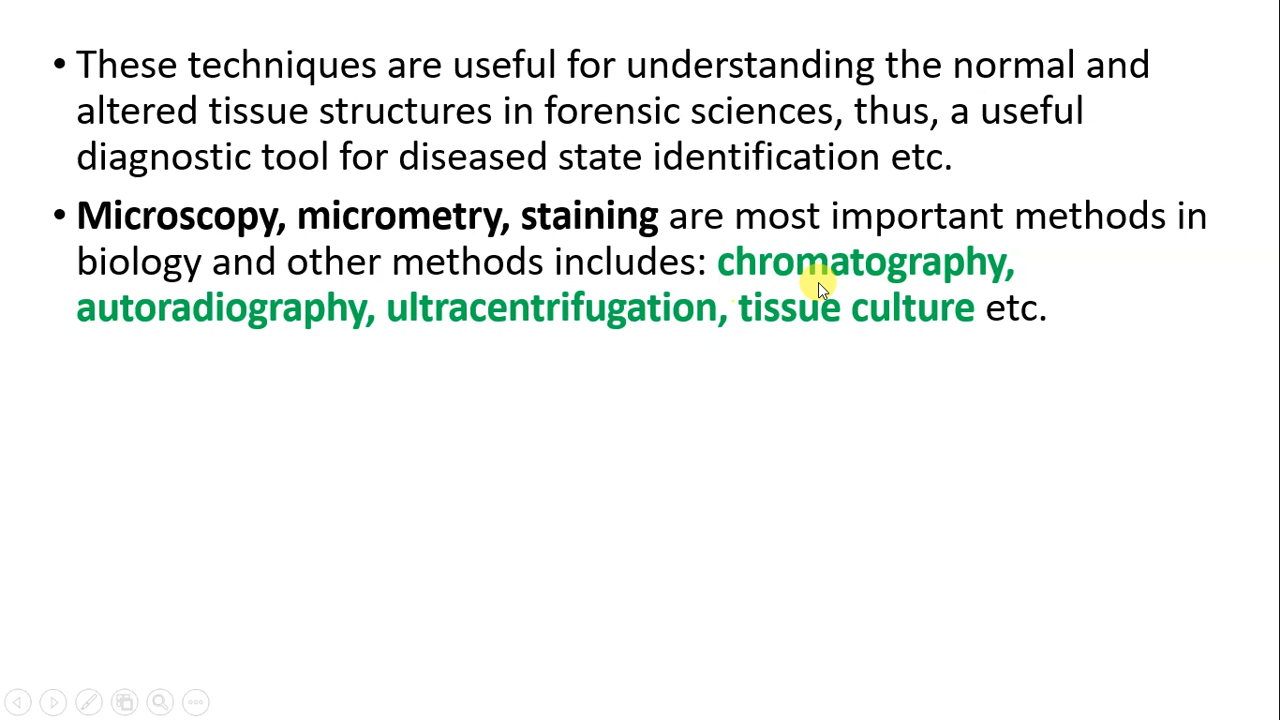 • These techniques are useful for understanding the normal and
altered tissue structures in forensic sciences, thus, a useful
diagnostic tool for diseased state identification etc.
• Microscopy, micrometry, staining are most important methods in
biology and other methods includes: chromatography,
autoradiography, ultracentrifugation, tissue culture etc.